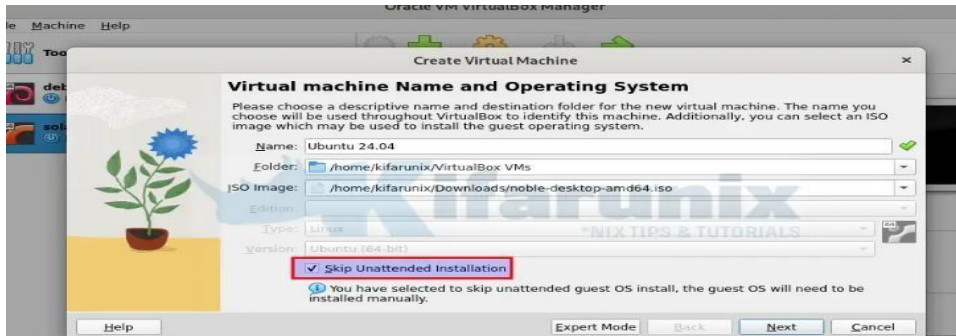 Oracle VM VirtualBox Manager
Machine Help
Too
Create Virtual Machine
deb
sola
Virtual machine Name and Operating System
Please choose a descriptive name and destination folder for the new virtual machine. The name you
choose will be used throughout VirtualBox to identify this machine. Additionally, you can select an ISO
image which may be used to install the guest operating system.
Name: Ubuntu 24.04
Folder: /home/kifarunix/VirtualBox VMs
ISO Image: /home/kifarunix/Downloads/noble-desktop-amd64.iso
Edition:
Kifarunix
Type: Linux
*NIX TIPS & TUTORIALS
Version: Ubuntu (64-bit)
Skip Unattended Installation
You have selected to skip unattended guest OS install, the guest OS will need to be
installed manually.
Help Expert Mode Back Next Cancel